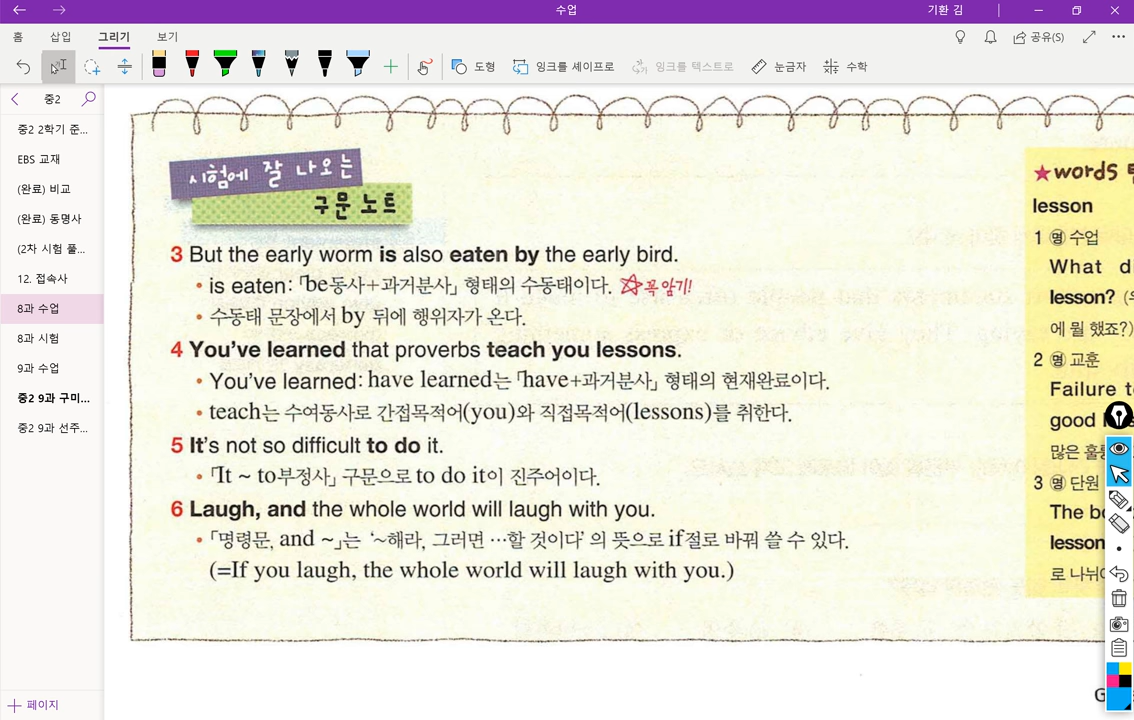 수업
기환 김
홈 삽입 그리기 보기
공유(S)
도형 잉크를 셰이프로 잉크를 텍스트로 눈금자 수학
중2
중2 2학기 준...
EBS 교재
(완료) 비교
(완료) 동명사
(2차 시험 풀...
12. 접속사
8과 수업
8과 시험
9과 수업
중2 9과 구미...
중2 9과 선주...
페이지
시험에 잘 나오는
구문 노트
3 But the early worm is also eaten by the early bird.
• is eaten: 「be동사+과거분사」 형태의 수동태이다. ☆꼭 암기!
• 수동태 문장에서 by 뒤에 행위자가 온다.
4 You've learned that proverbs teach you lessons.
• You've learned: have learned는 「have+과거분사」 형태의 현재완료이다.
• teach는 수여동사로 간접목적어(you)와 직접목적어(lessons)를 취한다.
5 It's not so difficult to do it.
• 「It ~ to부정사」 구문으로 to do it이 진주어이다.
6 Laugh, and the whole world will laugh with you.
• 「명령문, and ~」는 '~해라, 그러면 …할 것이다' 의 뜻으로 if절로 바꿔 쓸 수 있다.
(=If you laugh, the whole world will laugh with you.)
★words
lesson
1 명 수업
What d
lesson?
에 뭘 했죠?)
2 명 교훈
Failure t
good
많은 훌
3 명 단원
The b
lesson
로 나뉘
G